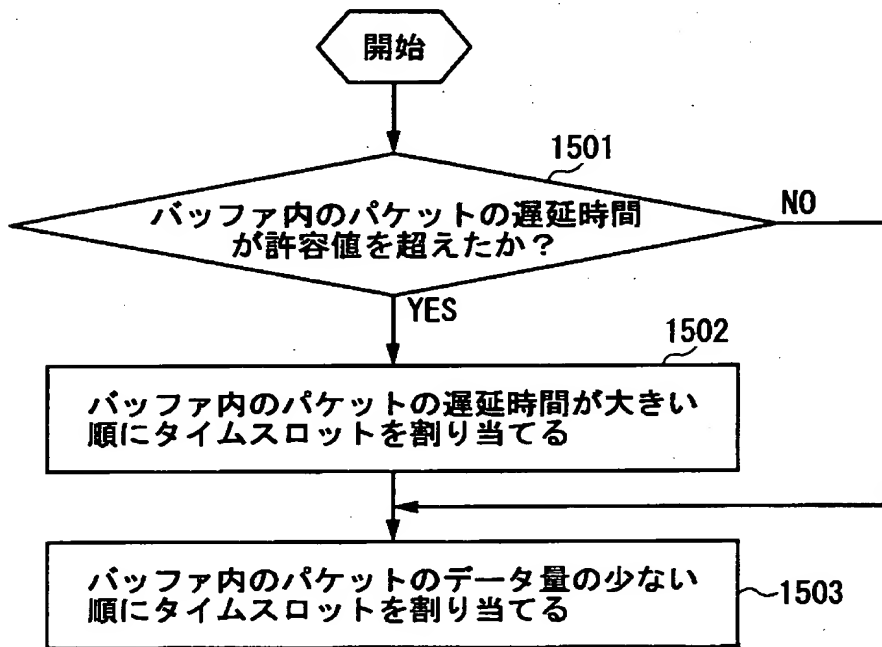 開始
1501
バッファ内のパケットの遅延時間
が許容値を超えたか?
NO
YES
1502
バッファ内のパケットの遅延時間が大きい
順にタイムスロットを割り当てる
バッファ内のパケットのデータ量の少ない
順にタイムスロットを割り当てる
1503